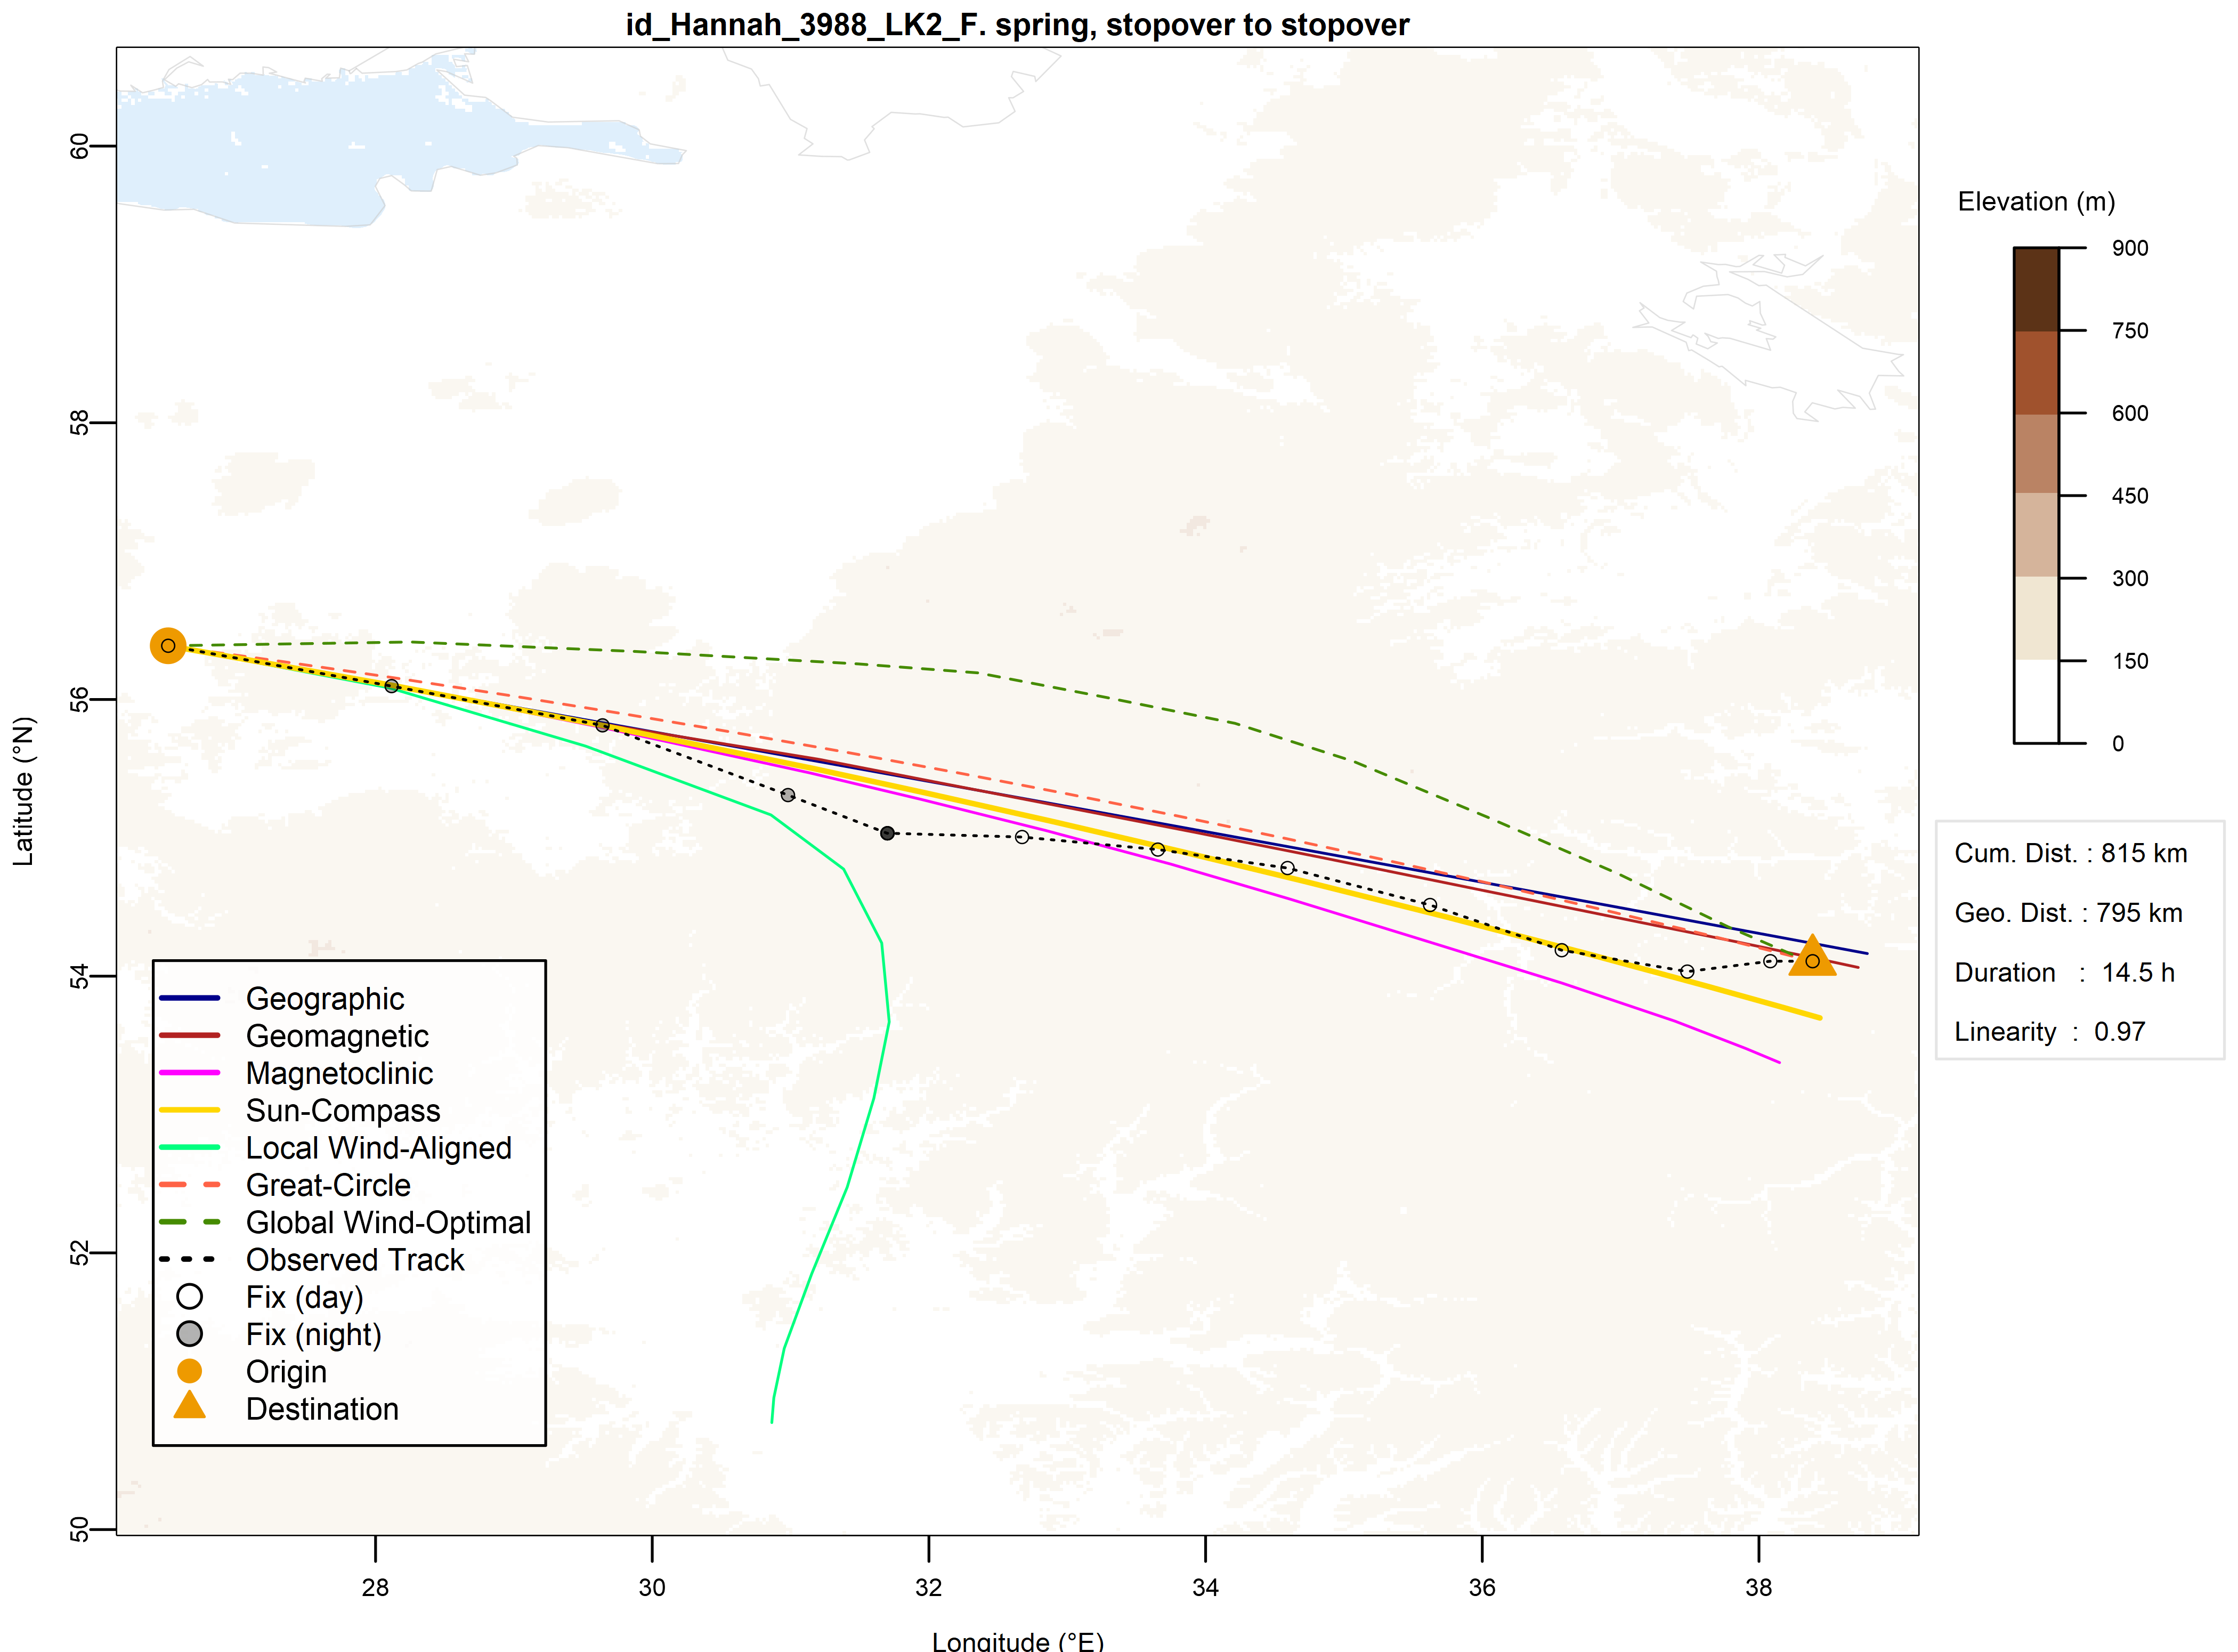 id_Hannah_3988_LK2_F. spring, stopover to stopover
60
58
56
54
52
50
Latitude (°N)
28
30
32
34
36
38
Longitude (°E)
Geographic
Geomagnetic
Magnetoclinic
Sun-Compass
Local Wind-Aligned
Great-Circle
Global Wind-Optimal
Observed Track
Fix (day)
Fix (night)
Origin
Destination
Elevation (m)
900
750
600
450
300
150
0
Cum. Dist. : 815 km
Geo. Dist. : 795 km
Duration : 14.5 h
Linearity : 0.97